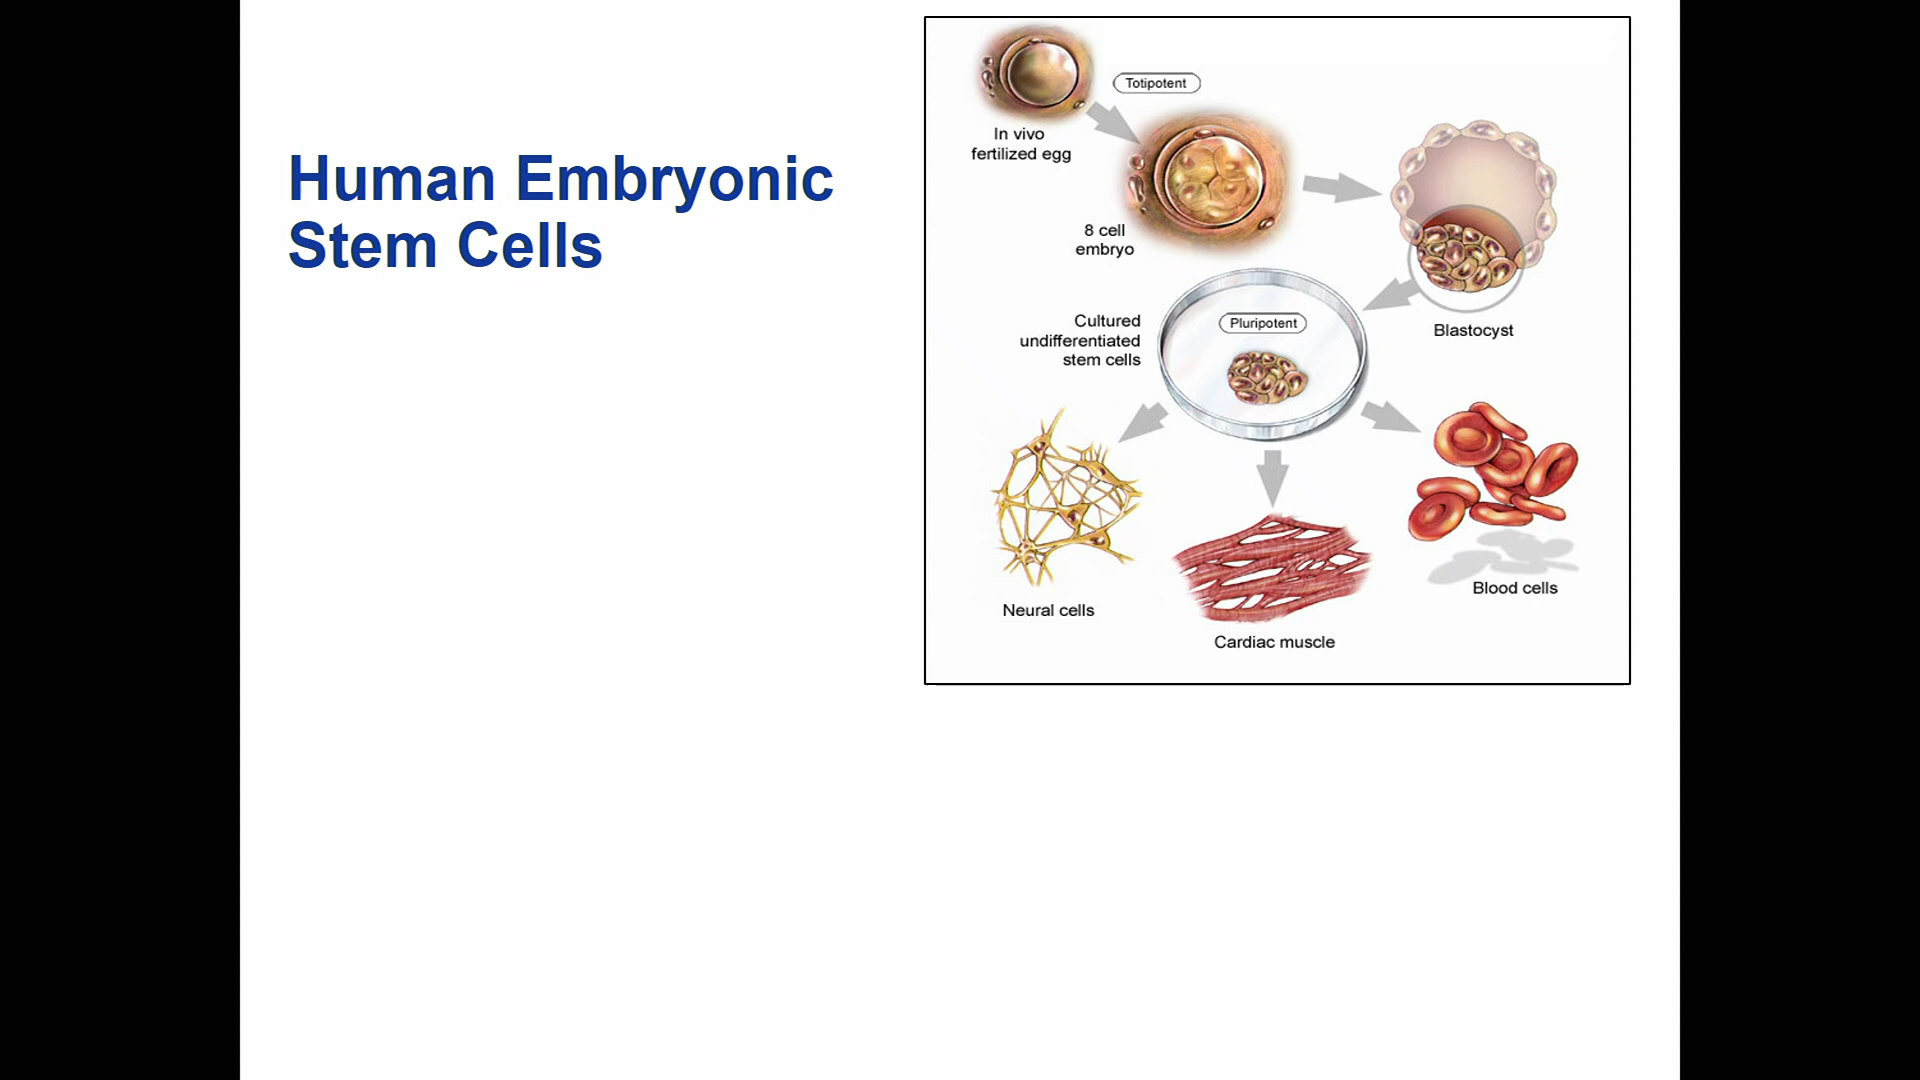 Human Embryonic
Stem Cells
Totipotent
In vivo
fertilized egg
8 cell
embryo
Blastocyst
Cultured
undifferentiated
stem cells
Pluripotent
Neural cells
Cardiac muscle
Blood cells